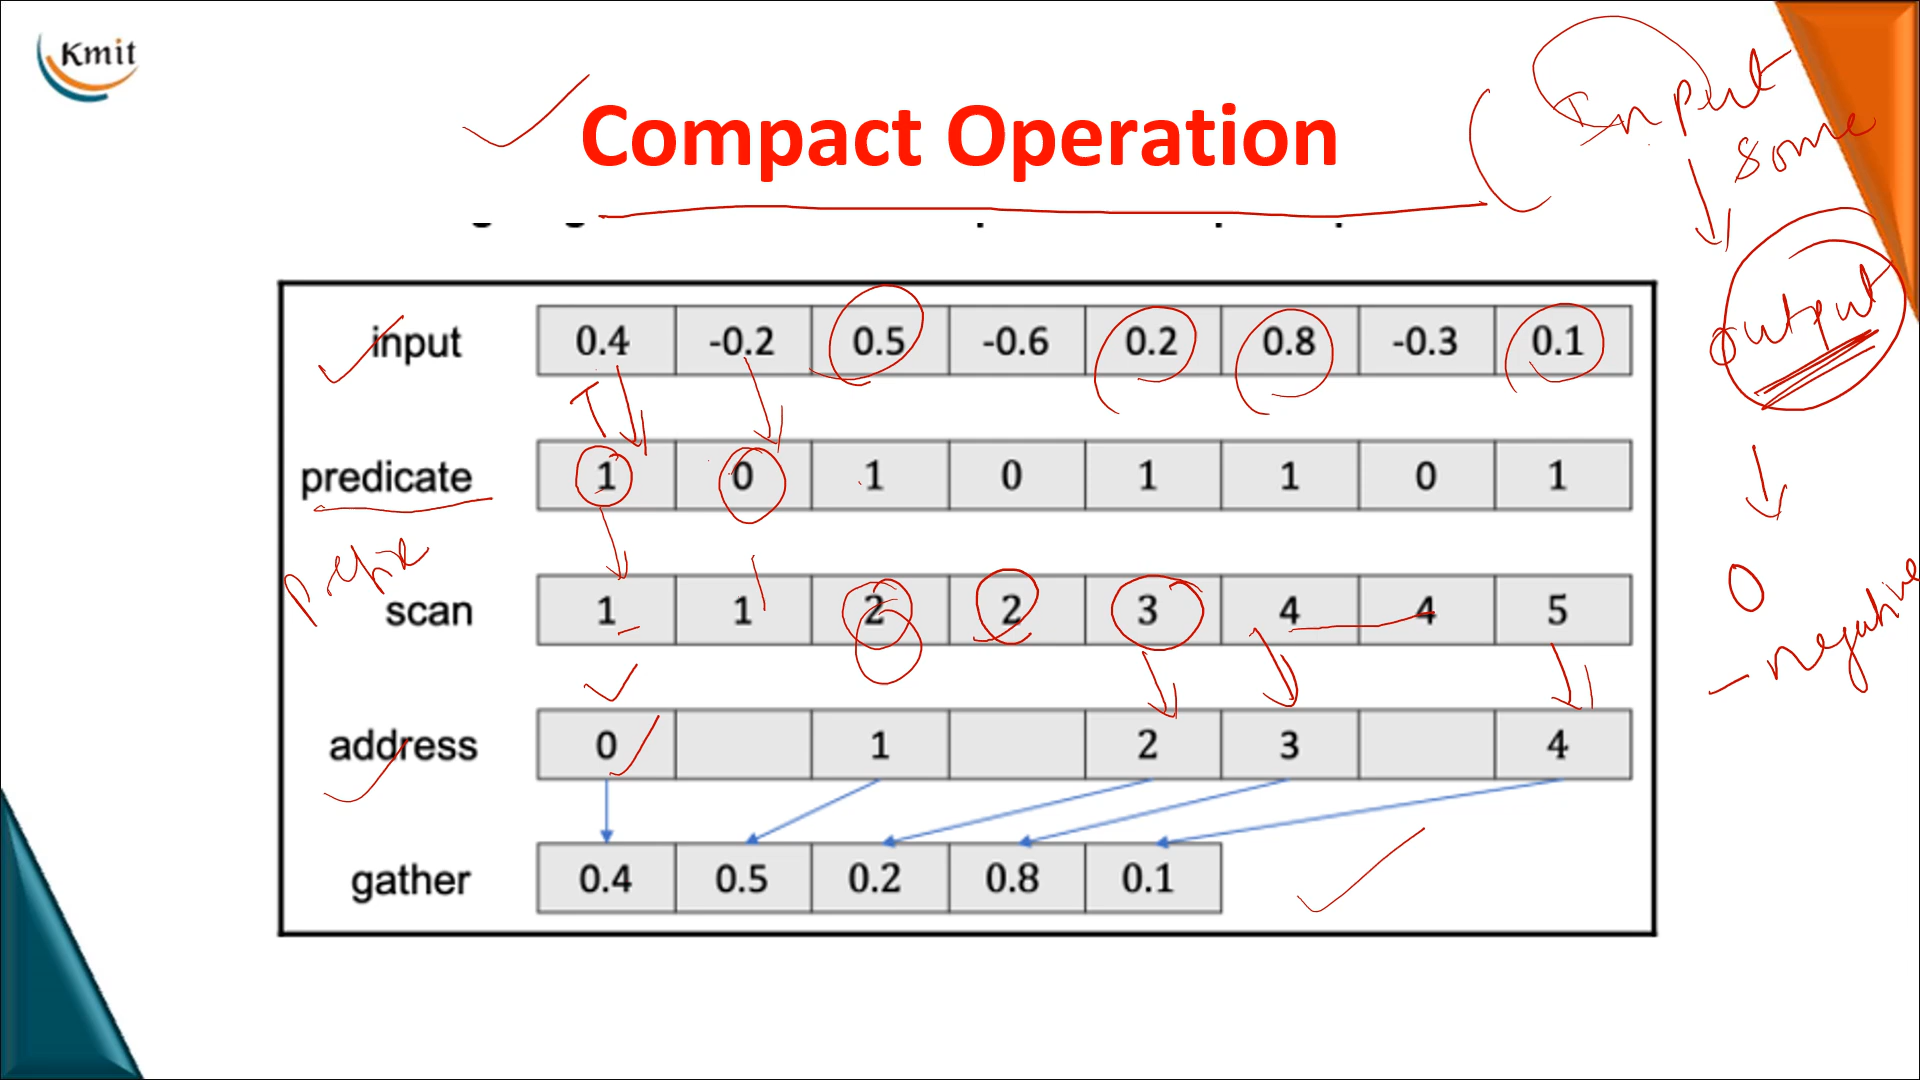 Kmit
Compact Operation
Input
some
output
0
- negative
input 0.4 -0.2 0.5 -0.6 0.2 0.8 -0.3 0.1
T
predicate 1 0 1 0 1 1 0 1
prefix
scan 1 1 2 2 3 4 4 5
address 0 1 2 3 4
gather 0.4 0.5 0.2 0.8 0.1